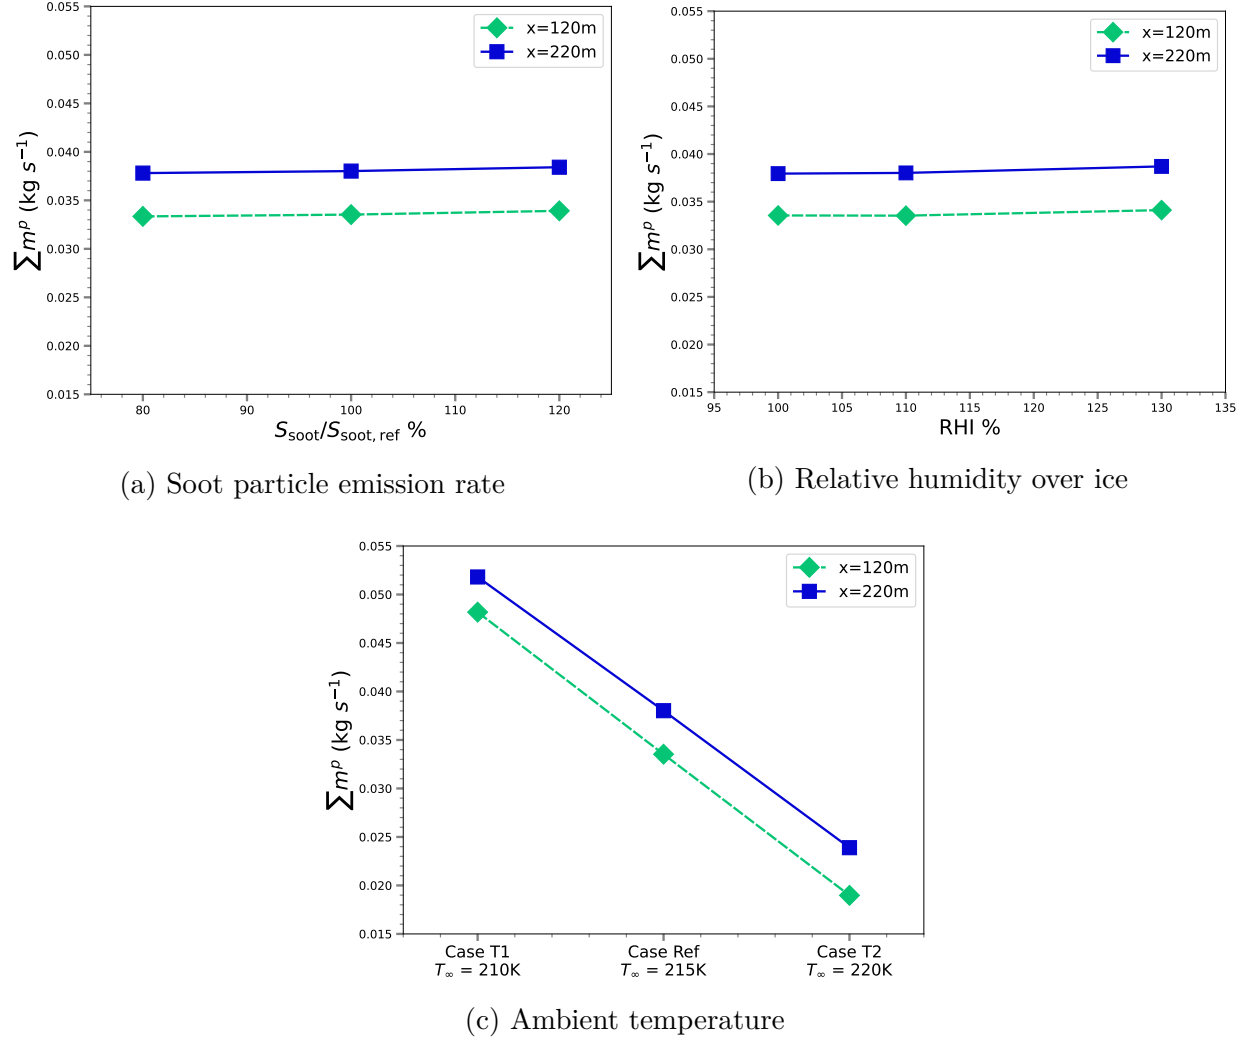 0.055
0.050
0.045
0.040
0.035
0.030
0.025
0.020
0.015
∑ m^p (kg s^−1)
x=120m
x=220m
80 90 100 110 120
S_soot/S_soot, ref %
(a) Soot particle emission rate
0.055
0.050
0.045
0.040
0.035
0.030
0.025
0.020
0.015
∑ m^p (kg s^−1)
x=120m
x=220m
95 100 105 110 115 120 125 130 135
RHI %
(b) Relative humidity over ice
0.055
0.050
0.045
0.040
0.035
0.030
0.025
0.020
0.015
∑ m^p (kg s^−1)
x=120m
x=220m
Case T1 Case Ref Case T2
T_∞ = 210K T_∞ = 215K T_∞ = 220K
(c) Ambient temperature